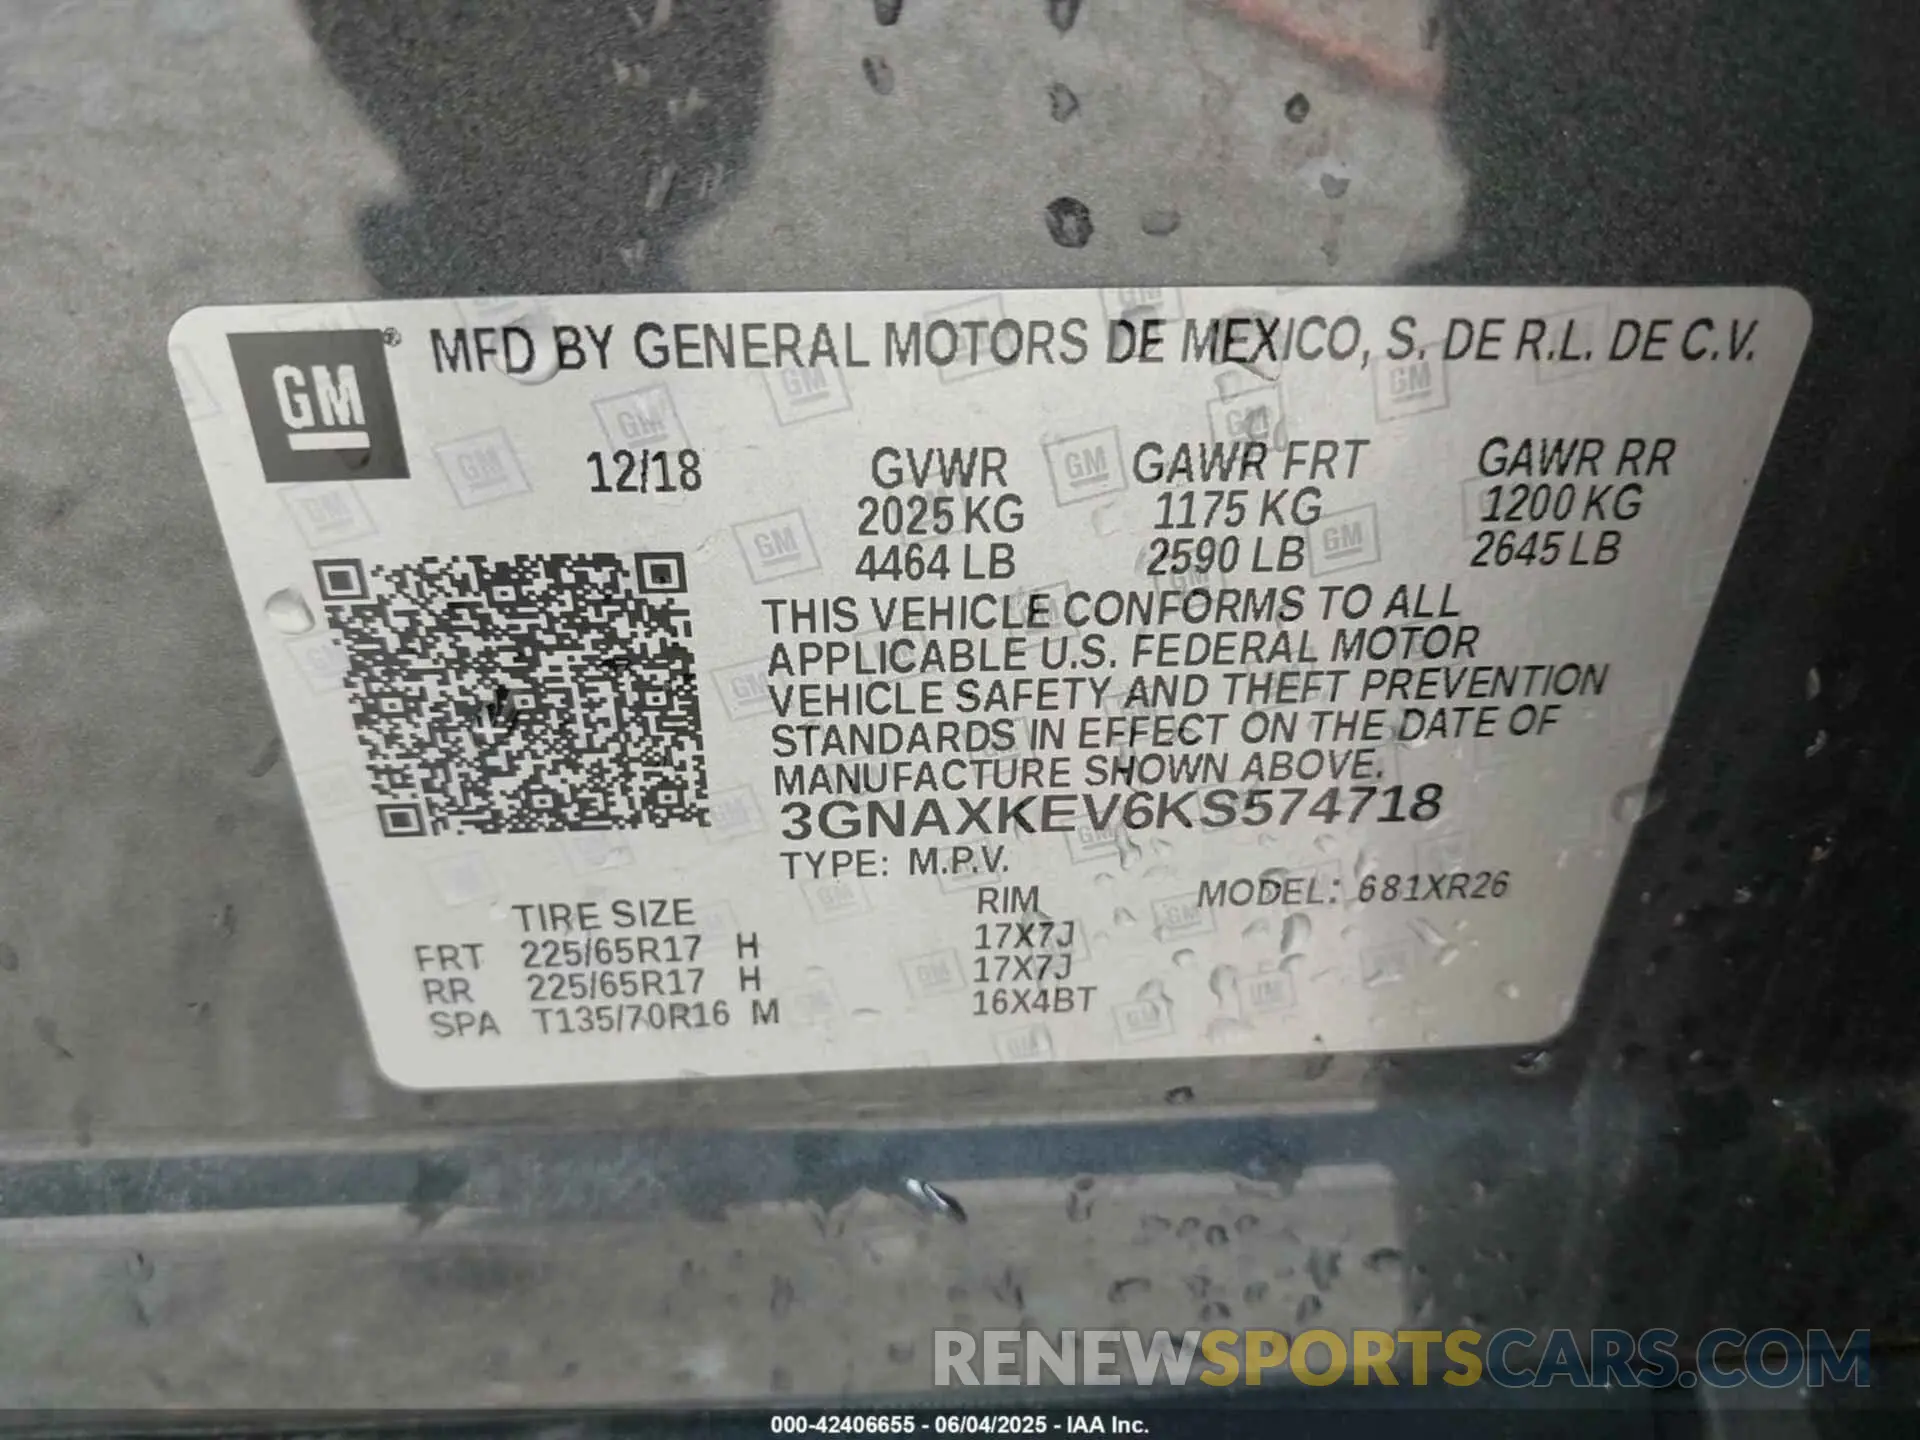 GM ® MFD BY GENERAL MOTORS DE MEXICO, S. DE R.L. DE C.V.
12/18 GVWR GAWR FRT GAWR RR
2025 KG 1175 KG 1200 KG
4464 LB 2590 LB 2645 LB
THIS VEHICLE CONFORMS TO ALL
APPLICABLE U.S. FEDERAL MOTOR
VEHICLE SAFETY AND THEFT PREVENTION
STANDARDS IN EFFECT ON THE DATE OF
MANUFACTURE SHOWN ABOVE.
3GNAXKEV6KS574718
TYPE: M.P.V.
MODEL: 681XR26
TIRE SIZE RIM
FRT 225/65R17 H 17X7J
RR 225/65R17 H 17X7J
SPA T135/70R16 M 16X4BT
RENEWSPORTSCARS.COM
000-42406655 - 06/04/2025 - IAA Inc.